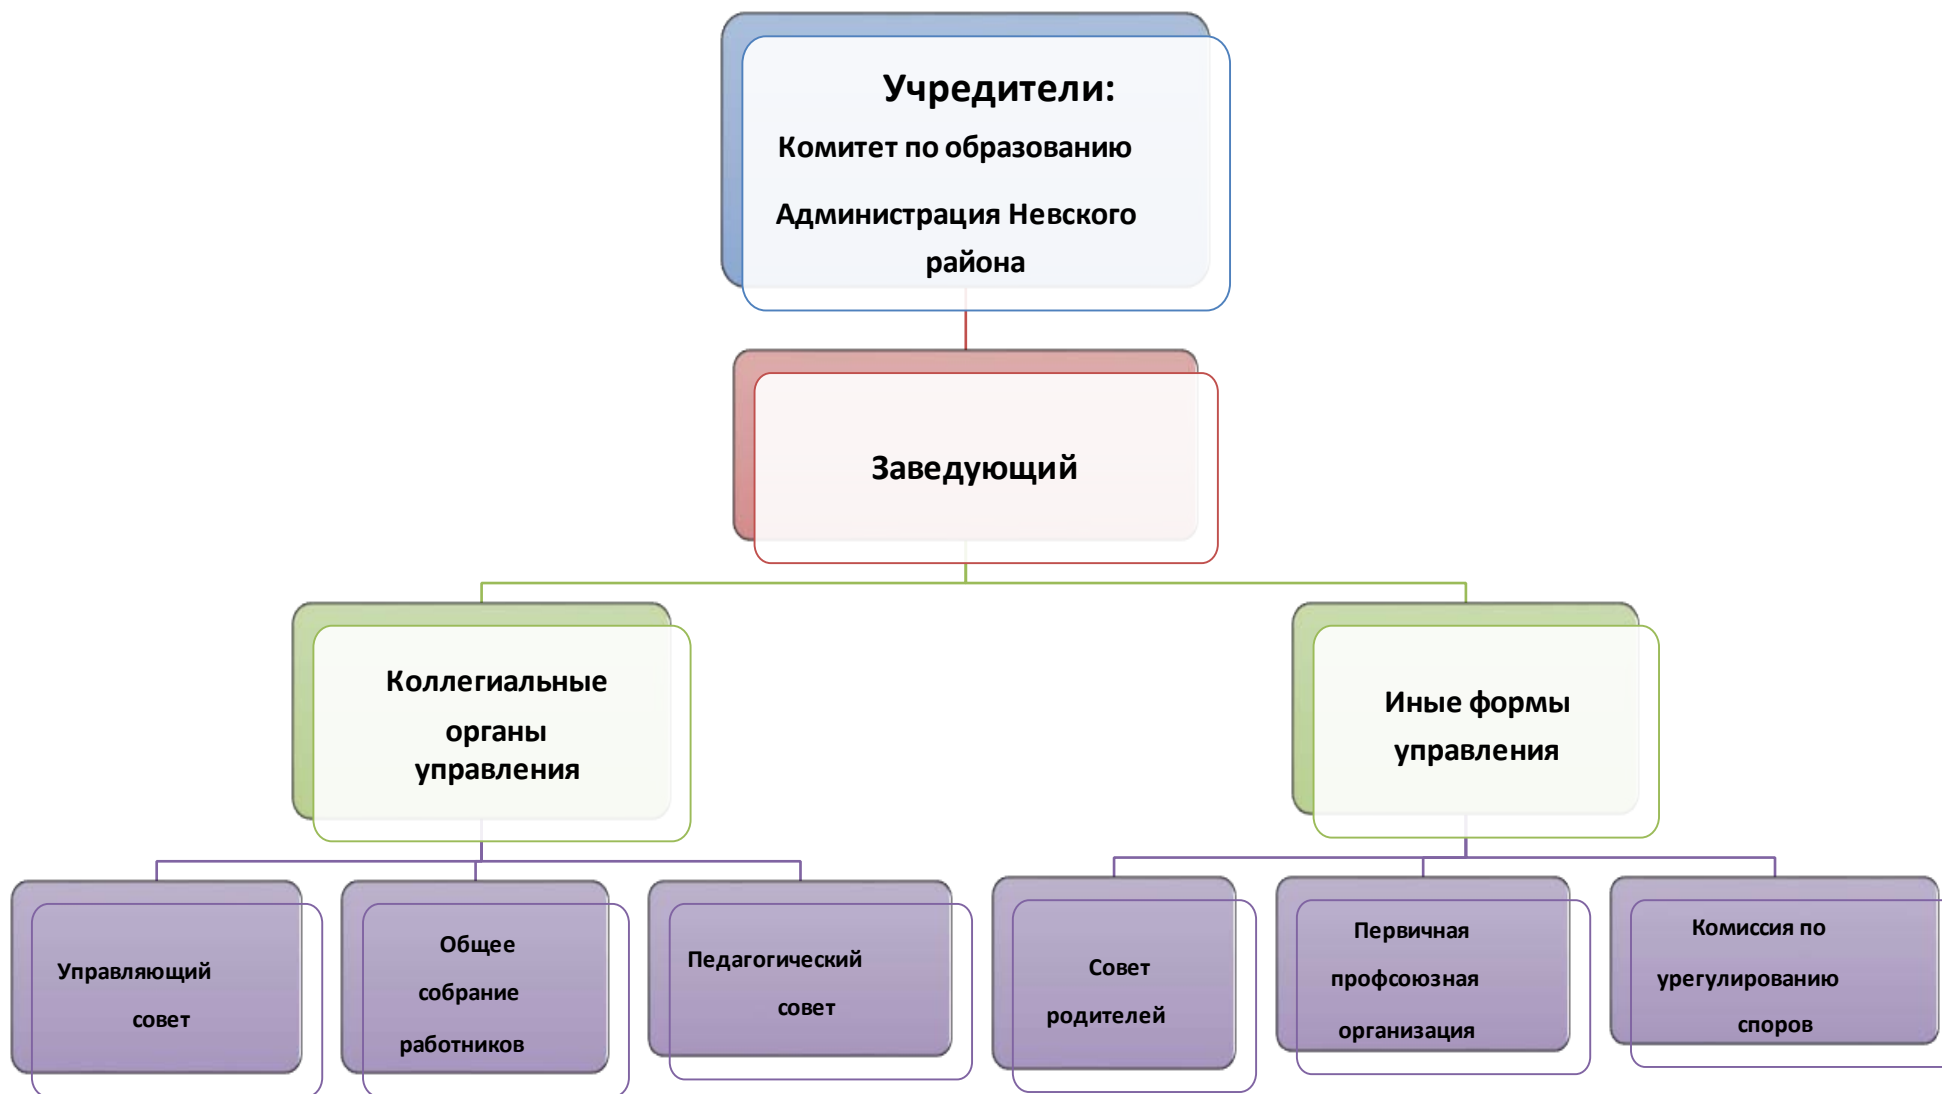 Учредители:
Комитет по образованию
Администрация Невского
района
Заведующий
Коллегиальные
органы
управления
Иные формы
управления
Управляющий
совет
Общее
собрание
работников
Педагогический
совет
Совет
родителей
Первичная
профсоюзная
организация
Комиссия по
урегулированию
споров